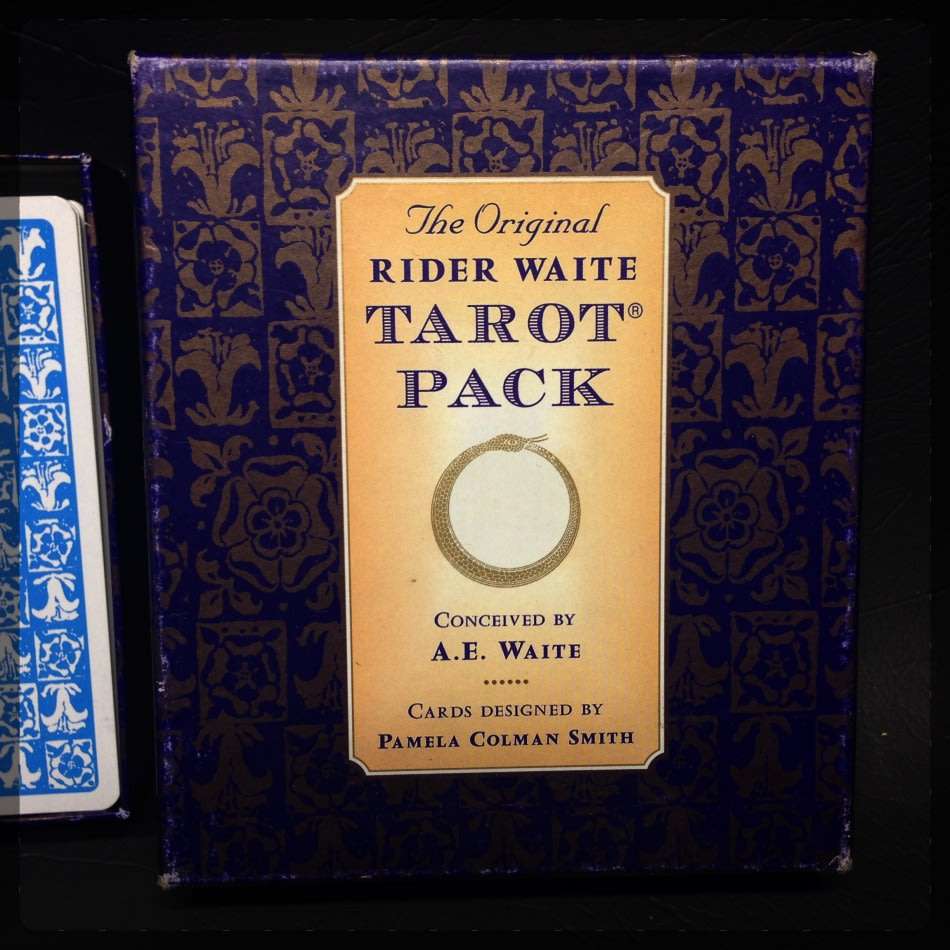 The Original
RIDER WAITE
TAROT®
PACK
CONCEIVED BY
A.E. WAITE
CARDS DESIGNED BY
PAMELA COLMAN SMITH